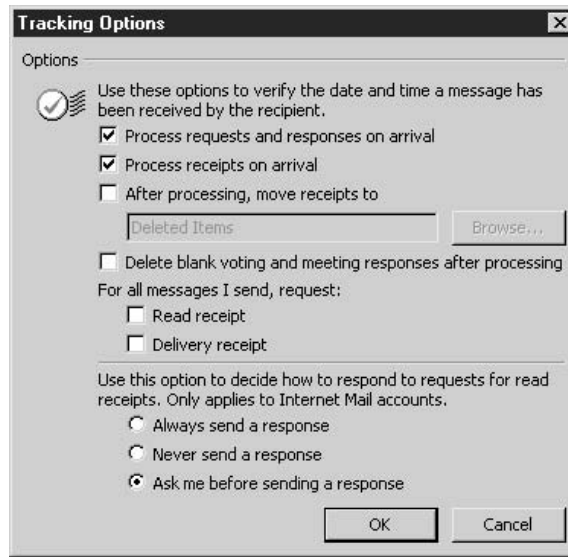 Tracking Options
Options
Use these options to verify the date and time a message has
been received by the recipient.
Process requests and responses on arrival
Process receipts on arrival
After processing, move receipts to
Deleted Items
Browse...
Delete blank voting and meeting responses after processing
For all messages I send, request:
Read receipt
Delivery receipt
Use this option to decide how to respond to requests for read
receipts. Only applies to Internet Mail accounts.
Always send a response
Never send a response
Ask me before sending a response
OK
Cancel